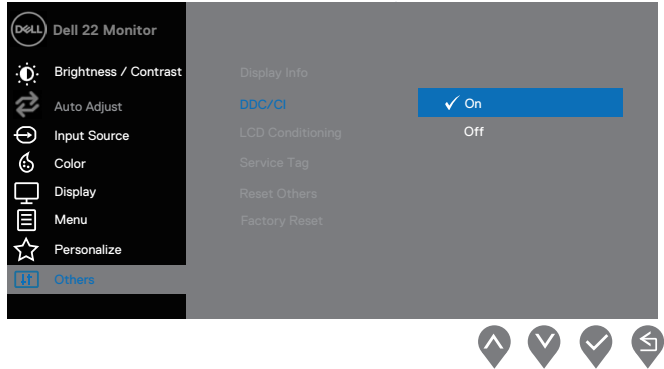 DELL Dell 22 Monitor
Brightness / Contrast
Auto Adjust
Input Source
Color
Display
Menu
Personalize
Others
Display Info
DDC/CI
LCD Conditioning
Service Tag
Reset Others
Factory Reset
On
Off